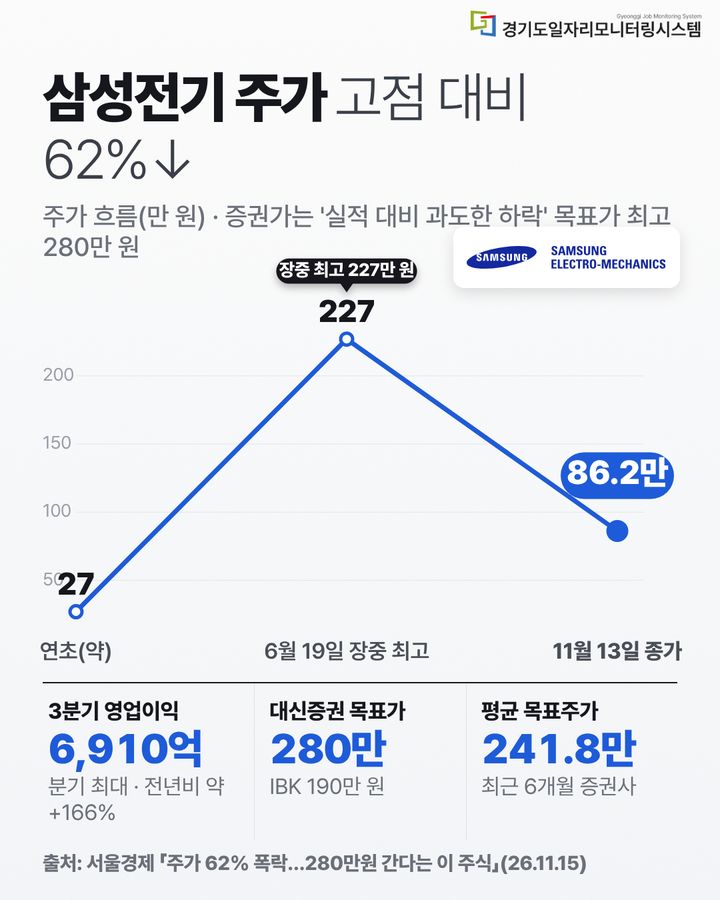 Gyeonggi Job Monitoring System
경기도일자리모니터링시스템
삼성전기 주가 고점 대비
62%↓
주가 흐름(만 원) · 증권가는 '실적 대비 과도한 하락' 목표가 최고
280만 원
SAMSUNG
SAMSUNG
ELECTRO-MECHANICS
장중 최고 227만 원
227
200
150
100
50
86.2만
27
연초(약)
6월 19일 장중 최고
11월 13일 종가
3분기 영업이익
6,910억
분기 최대 · 전년비 약
+166%
대신증권 목표가
280만
IBK 190만 원
평균 목표주가
241.8만
최근 6개월 증권사
출처: 서울경제 「주가 62% 폭락...280만원 간다는 이 주식」(26.11.15)